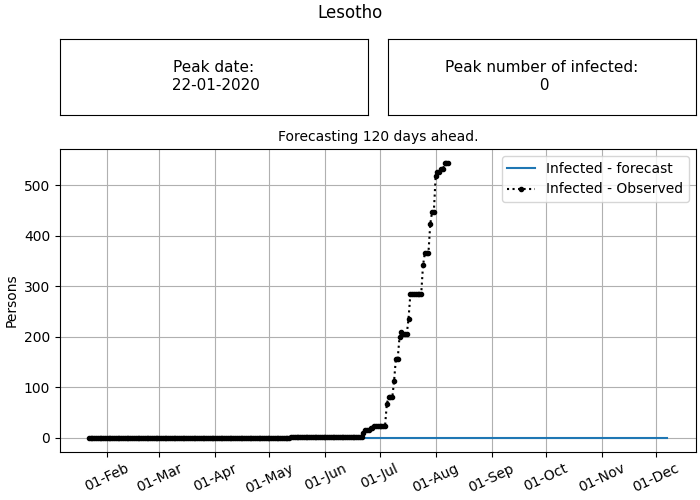 Lesotho
Peak date:
22-01-2020
Peak number of infected:
0
Forecasting 120 days ahead.
Infected - forecast
Infected - Observed
Persons
500
400
300
200
100
0
01-Feb
01-Mar
01-Apr
01-May
01-Jun
01-Jul
01-Aug
01-Sep
01-Oct
01-Nov
01-Dec